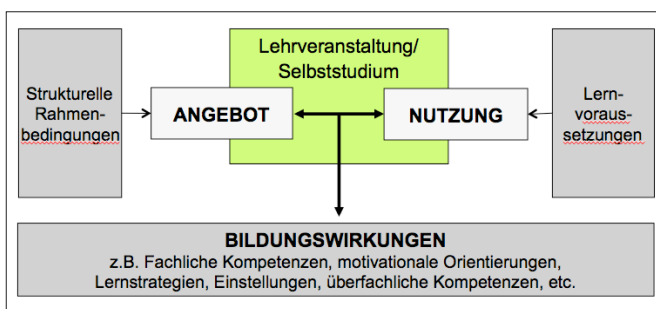 Lehrveranstaltung/
Selbststudium
Strukturelle
Rahmen-
bedingungen
ANGEBOT
NUTZUNG
Lern-
voraus-
setzungen
BILDUNGSWIRKUNGEN
z.B. Fachliche Kompetenzen, motivationale Orientierungen,
Lernstrategien, Einstellungen, überfachliche Kompetenzen, etc.